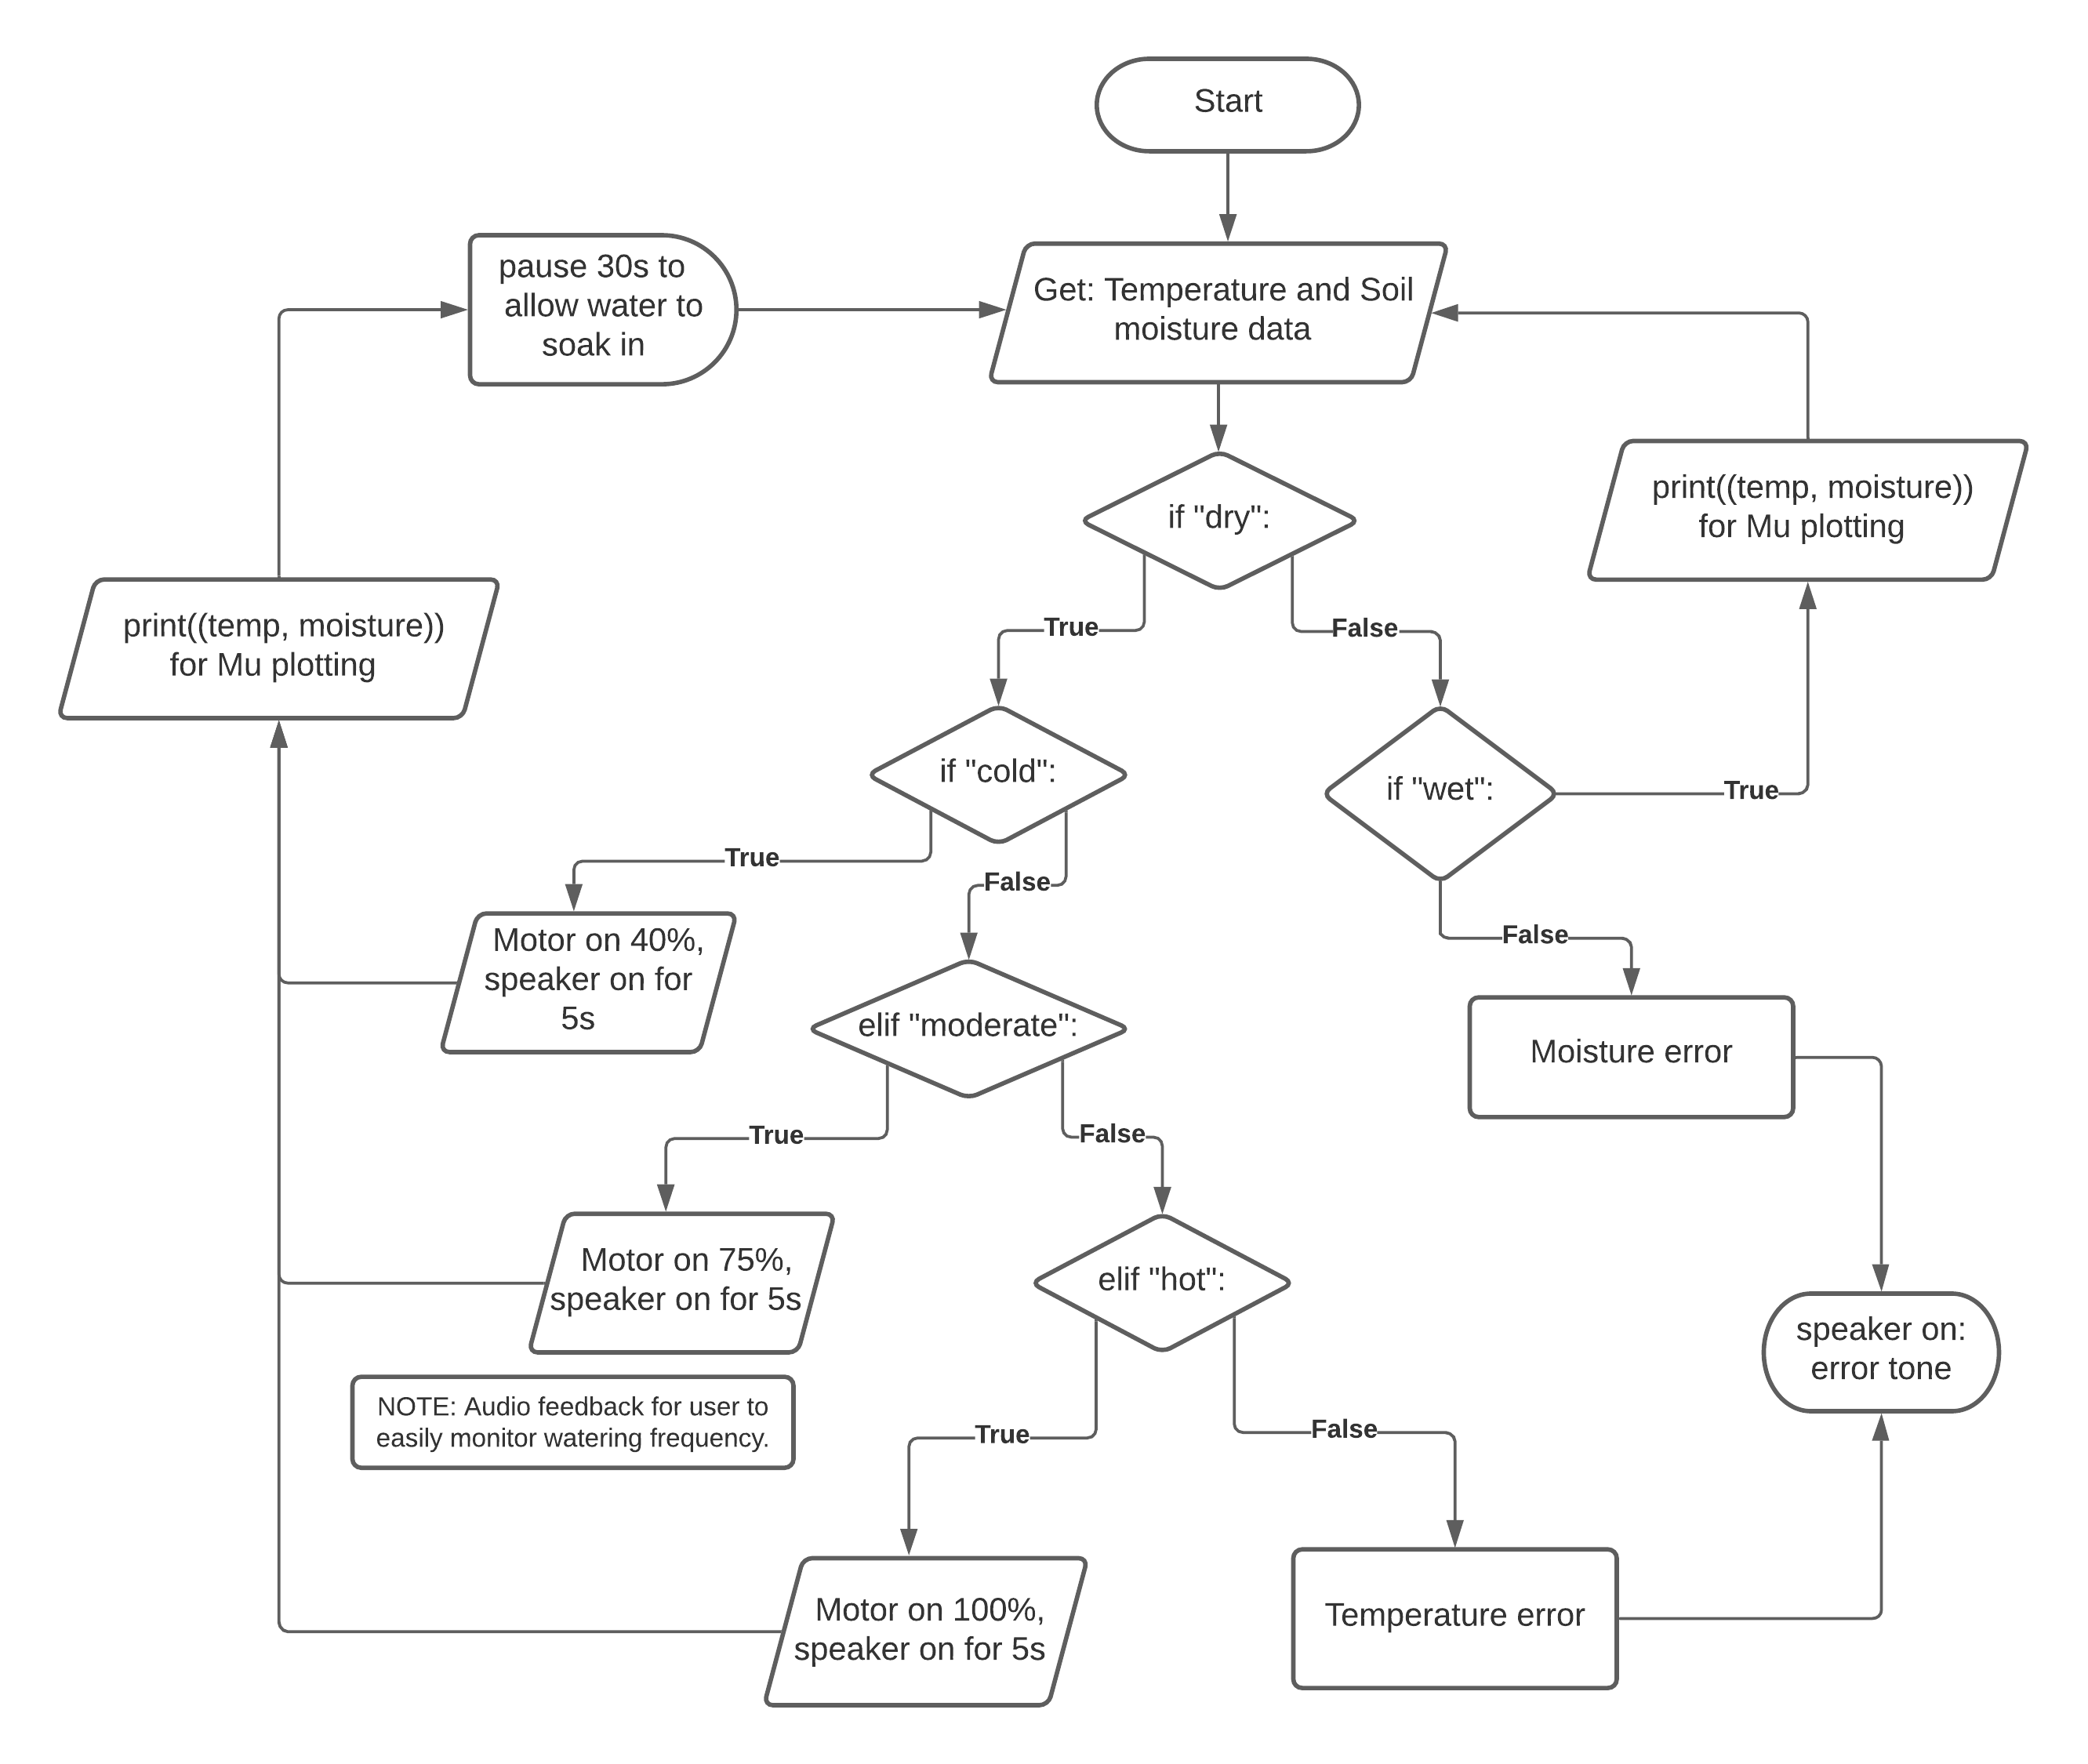 Start
pause 30s to
allow water to
soak in
Get: Temperature and Soil
moisture data
print((temp, moisture))
for Mu plotting
if "dry":
print((temp, moisture))
for Mu plotting
True
False
if "cold":
if "wet":
True
True
False
Motor on 40%,
speaker on for
5s
False
elif "moderate":
Moisture error
True
False
Motor on 75%,
speaker on for 5s
elif "hot":
speaker on:
error tone
NOTE: Audio feedback for user to
easily monitor watering frequency.
True
False
Motor on 100%,
speaker on for 5s
Temperature error